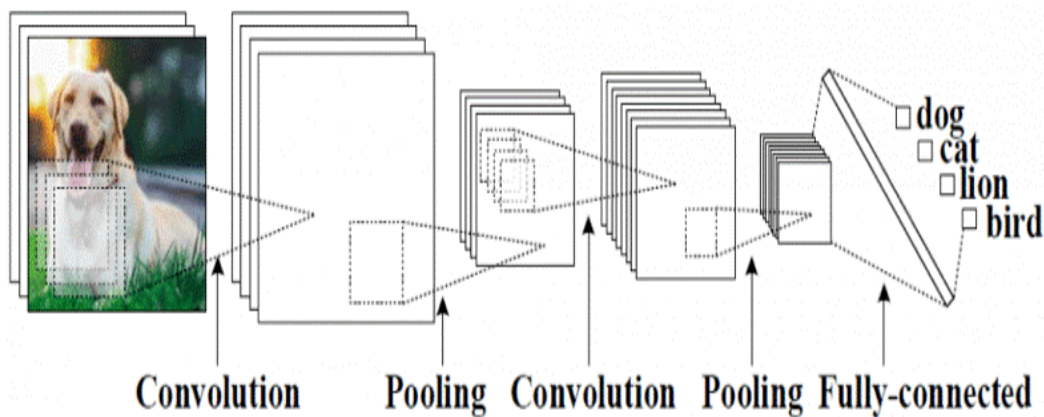 dog
cat
lion
bird
Convolution Pooling Convolution Pooling Fully-connected